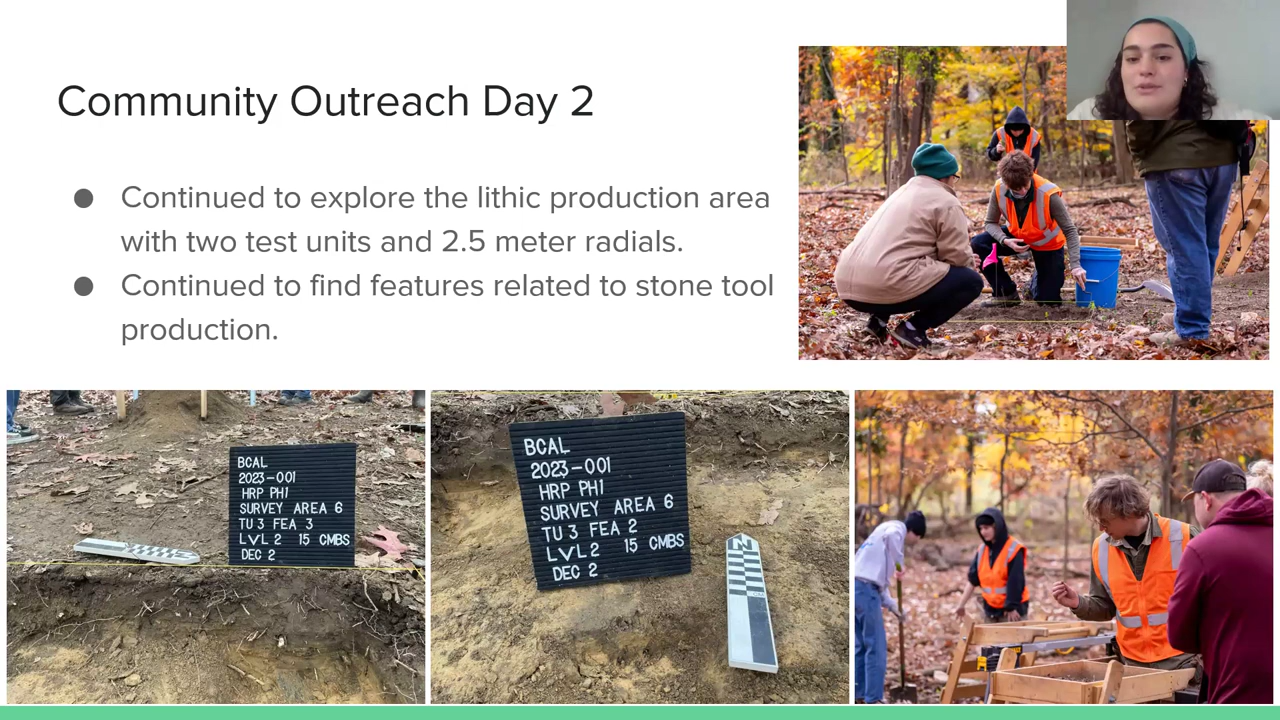 Community Outreach Day 2
● Continued to explore the lithic production area
with two test units and 2.5 meter radials.
● Continued to find features related to stone tool
production.
BCAL
2023-001
HRP PH1
SURVEY AREA 6
TU 3 FEA 3
LVL 2 15 CMBS
DEC 2
BCAL
2023-001
HRP PH1
SURVEY AREA 6
TU 3 FEA 2
LVL 2 15 CMBS
DEC 2
N